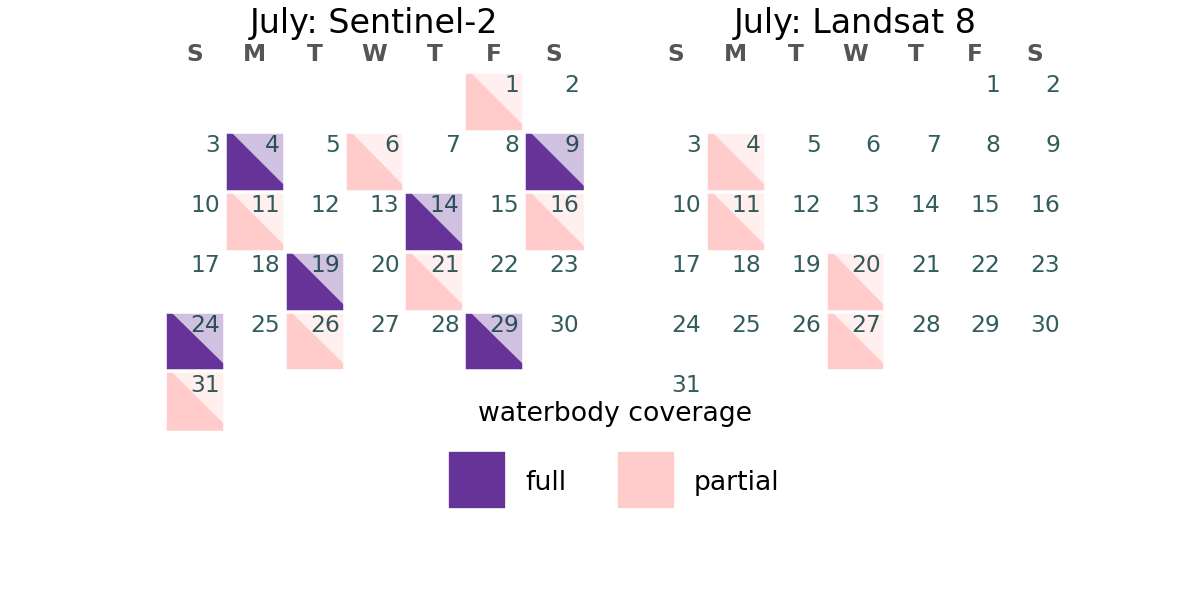 July: Sentinel-2
S M T W T F S
1 2
3 4 5 6 7 8 9
10 11 12 13 14 15 16
17 18 19 20 21 22 23
24 25 26 27 28 29 30
31
July: Landsat 8
S M T W T F S
1 2
3 4 5 6 7 8 9
10 11 12 13 14 15 16
17 18 19 20 21 22 23
24 25 26 27 28 29 30
31
waterbody coverage
full partial